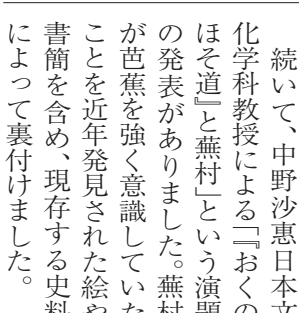 続いて、中野沙惠日本文
化学科教授による「『おくの
ほそ道』と蕪村」という演題
の発表がありました。蕪村
が芭蕉を強く意識していた
ことを近年発見された絵や
書簡を含め、現存する史料
によって裏付けました。